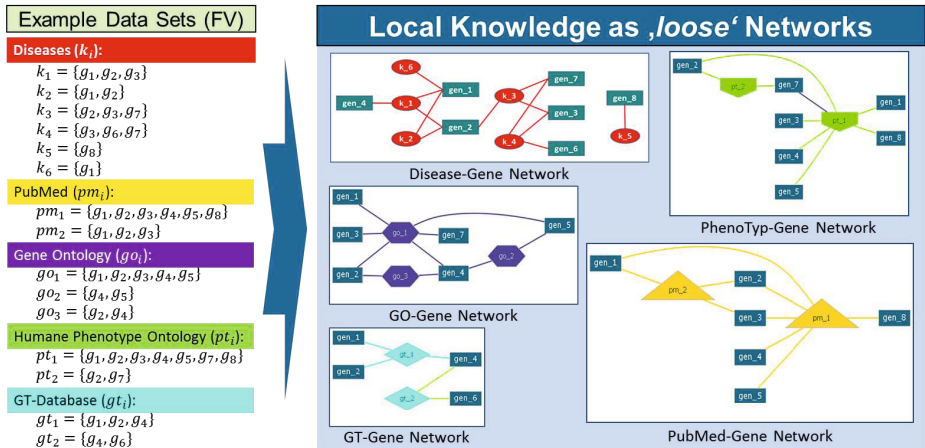 Example Data Sets (FV)
Diseases (k_i):
k_1 = {g_1, g_2, g_3}
k_2 = {g_1, g_2}
k_3 = {g_2, g_3, g_7}
k_4 = {g_3, g_6, g_7}
k_5 = {g_8}
k_6 = {g_1}
PubMed (pm_i):
pm_1 = {g_1, g_2, g_3, g_4, g_5, g_8}
pm_2 = {g_1, g_2, g_3}
Gene Ontology (go_i):
go_1 = {g_1, g_2, g_3, g_4, g_5}
go_2 = {g_4, g_5}
go_3 = {g_2, g_4}
Humane Phenotype Ontology (pt_i):
pt_1 = {g_1, g_2, g_3, g_4, g_5, g_7, g_8}
pt_2 = {g_2, g_7}
GT-Database (gt_i):
gt_1 = {g_1, g_2, g_4}
gt_2 = {g_4, g_6}
Local Knowledge as ‚loose‘ Networks
k_6
gen_1
gen_4
k_1
k_2
gen_2
k_3
gen_7
gen_3
k_4
gen_6
gen_8
k_5
Disease-Gene Network
gen_2
pt_2
gen_7
gen_1
gen_3
pt_1
gen_8
gen_4
gen_5
PhenoTyp-Gene Network
gen_1
gen_5
gen_3
go_1
gen_7
go_2
gen_2
go_3
gen_4
GO-Gene Network
gen_1
gt_1
gen_4
gen_2
gt_2
gen_6
GT-Gene Network
gen_1
pm_2
gen_2
gen_3
pm_1
gen_8
gen_4
gen_5
PubMed-Gene Network